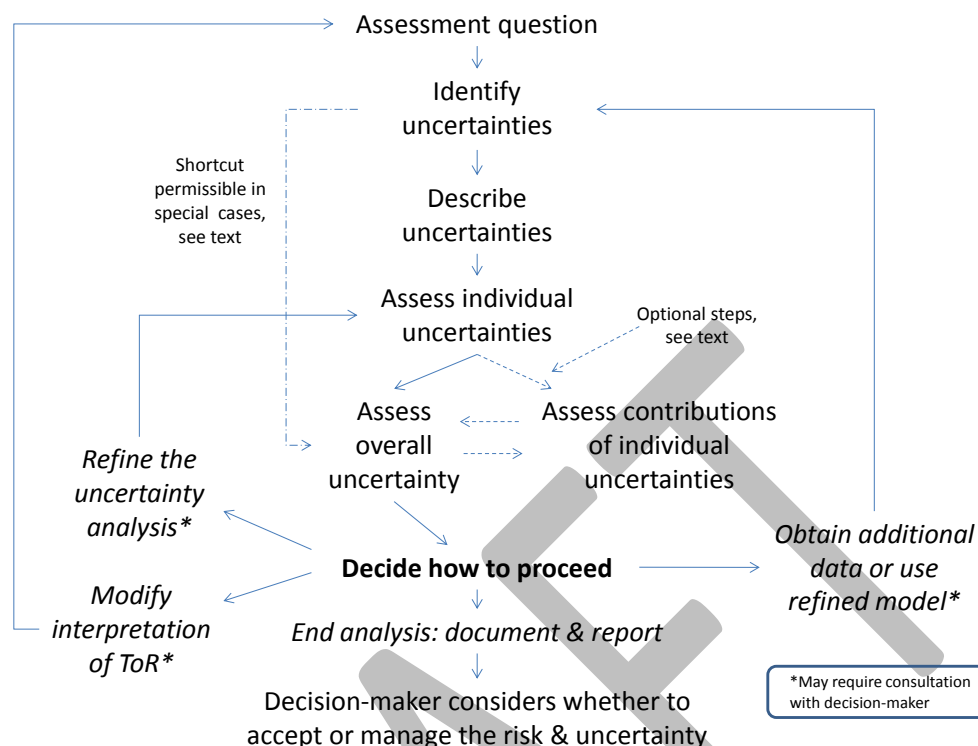 Assessment question
Identify
uncertainties
Shortcut
permissible in
special cases,
see text
Describe
uncertainties
Assess individual
uncertainties
Optional steps,
see text
Assess
overall
uncertainty
Assess contributions
of individual
uncertainties
Refine the
uncertainty
analysis*
Decide how to proceed
Obtain additional
data or use
refined model*
Modify
interpretation
of ToR*
End analysis: document & report
*May require consultation
with decision-maker
Decision-maker considers whether to
accept or manage the risk & uncertainty